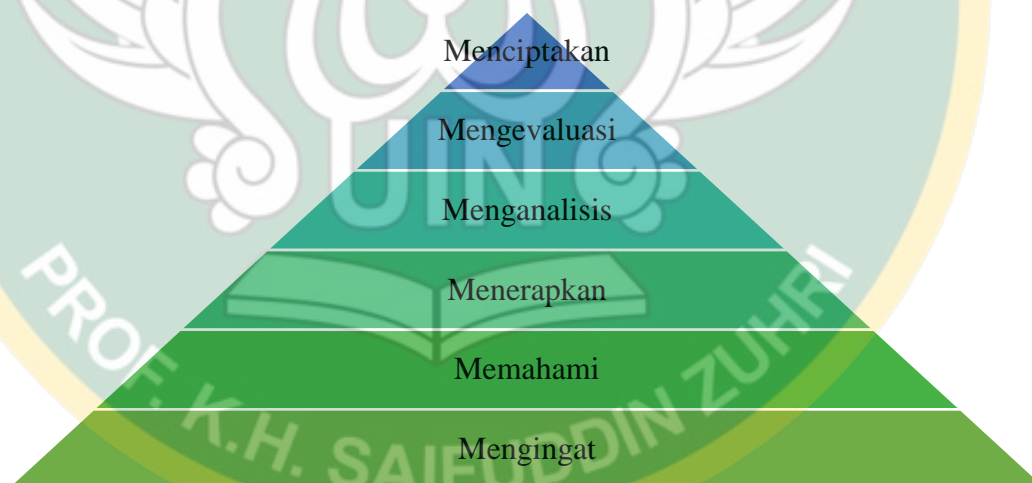 Menciptakan
Mengevaluasi
UIN
Menganalisis
Menerapkan
Memahami
Mengingat
PROF. K.H. SAIFUDDIN ZUHRI